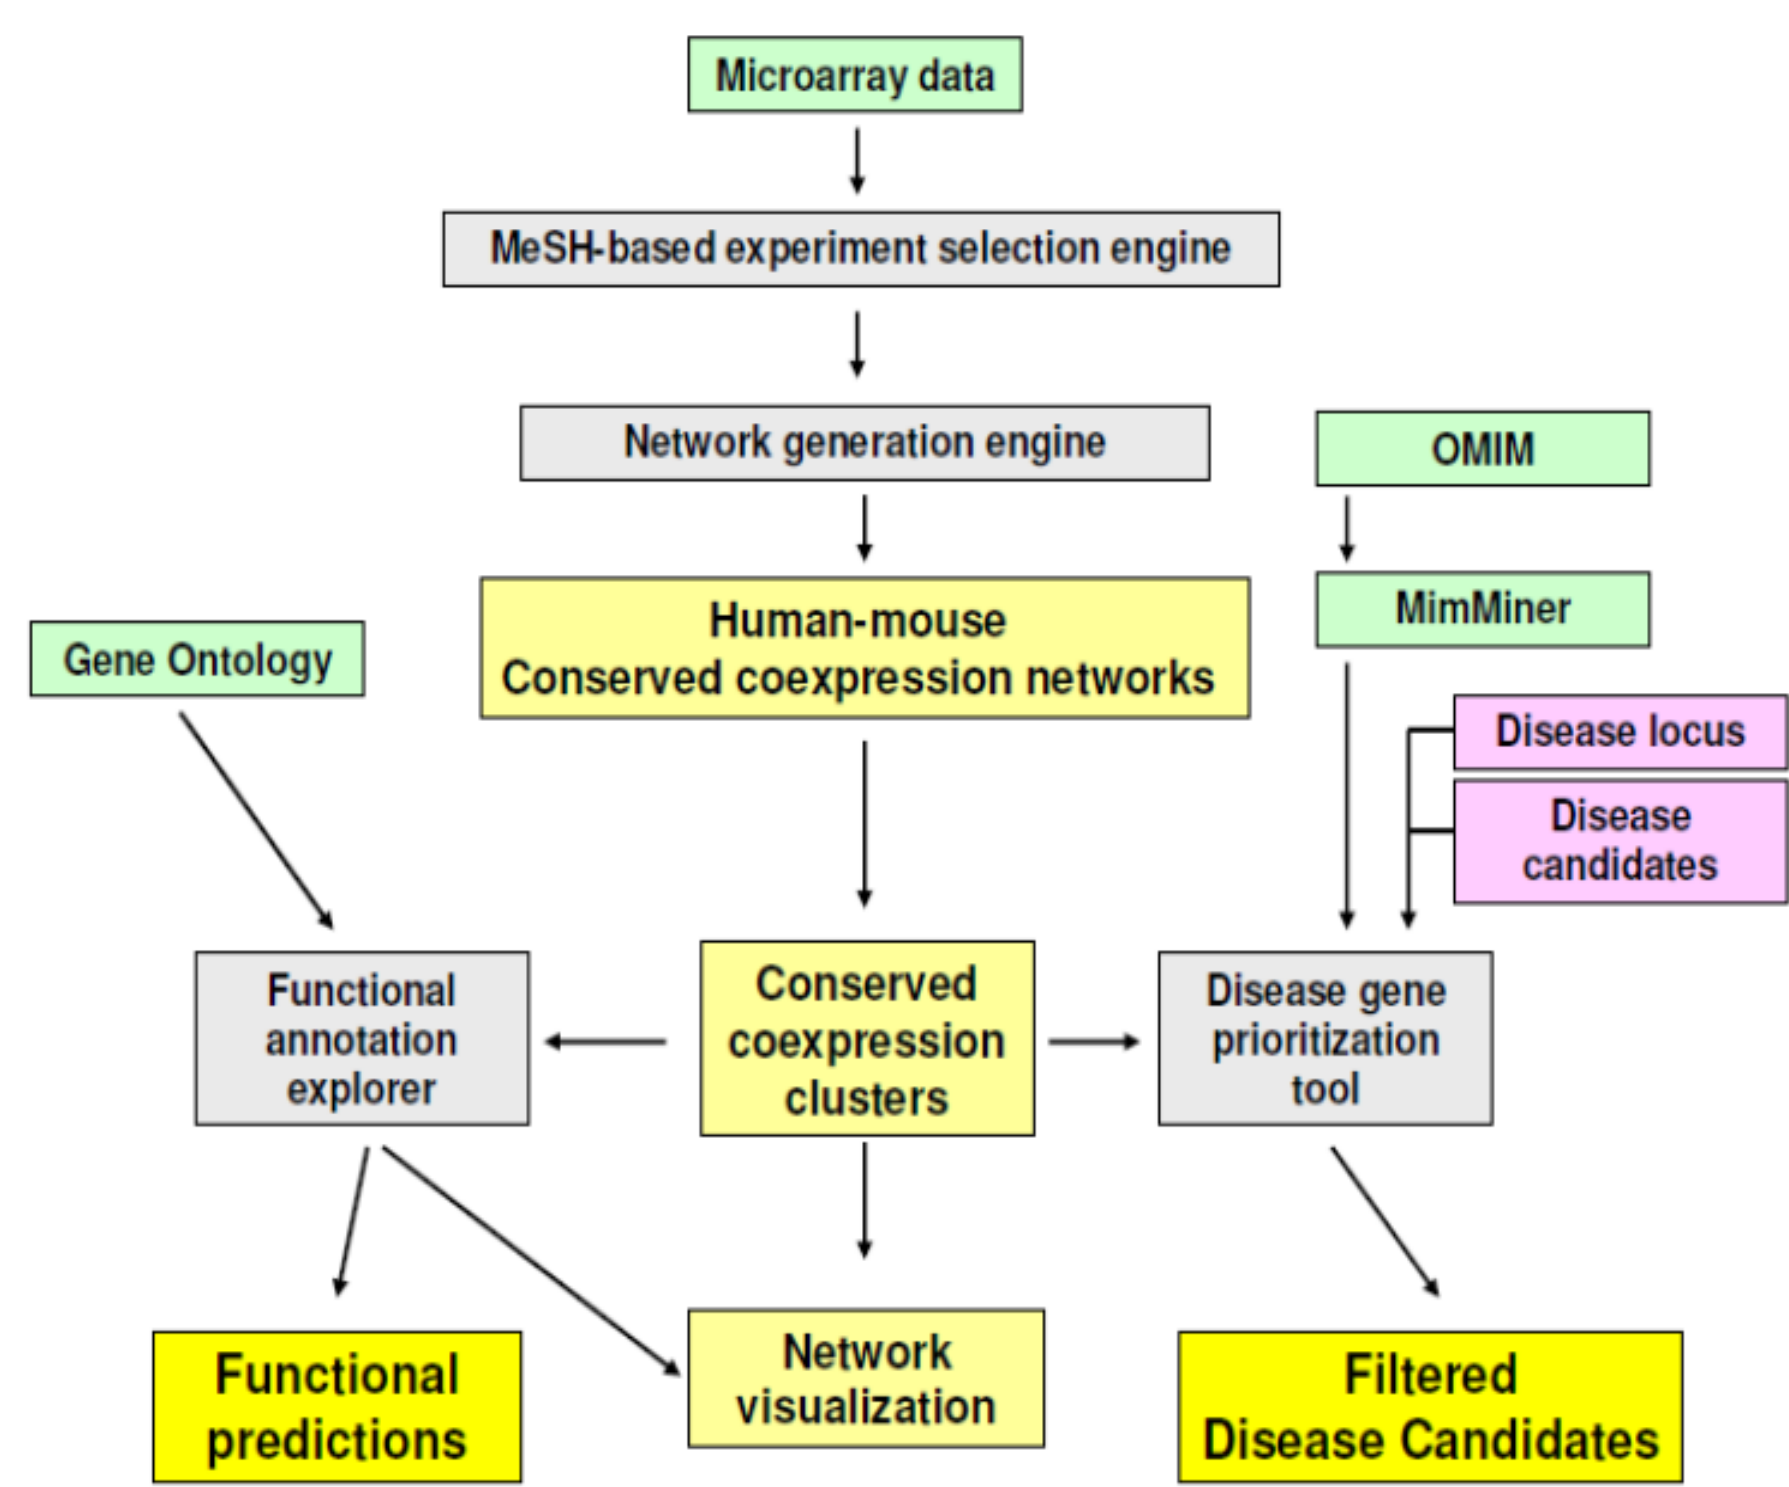 Microarray data
MeSH-based experiment selection engine
Network generation engine
OMIM
Human-mouse
Conserved coexpression networks
MimMiner
Gene Ontology
Disease locus
Disease
candidates
Functional
annotation
explorer
Conserved
coexpression
clusters
Disease gene
prioritization
tool
Functional
predictions
Network
visualization
Filtered
Disease Candidates